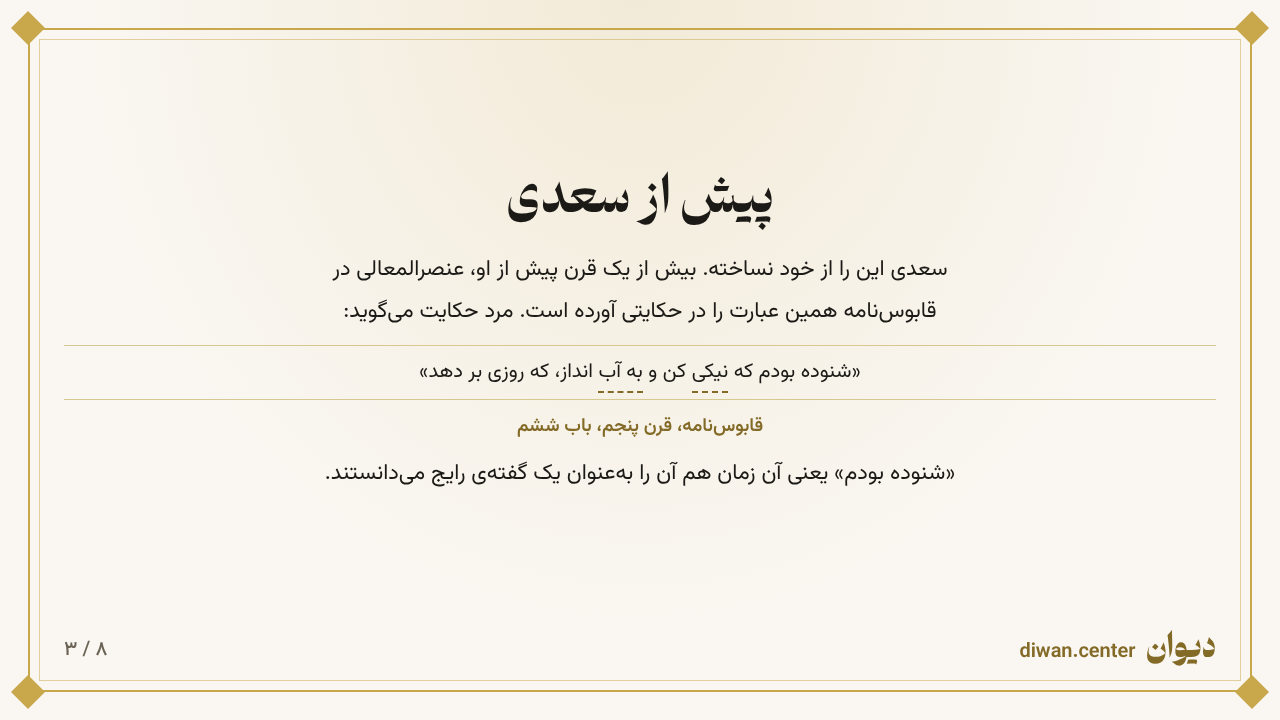 پیش از سعدی
سعدی این را از خود نساخته. بیش از یک قرن پیش از او، عنصرالمعالی در
قابوس‌نامه همین عبارت را در حکایتی آورده است. مرد حکایت می‌گوید:
«شنوده بودم که نیکی کن و به آب انداز، که روزی بر دهد»
قابوس‌نامه، قرن پنجم، باب ششم
«شنوده بودم» یعنی آن زمان هم آن را به‌عنوان یک گفته‌ی رایج می‌دانستند.
دیوان diwan.center
۳ / ۸